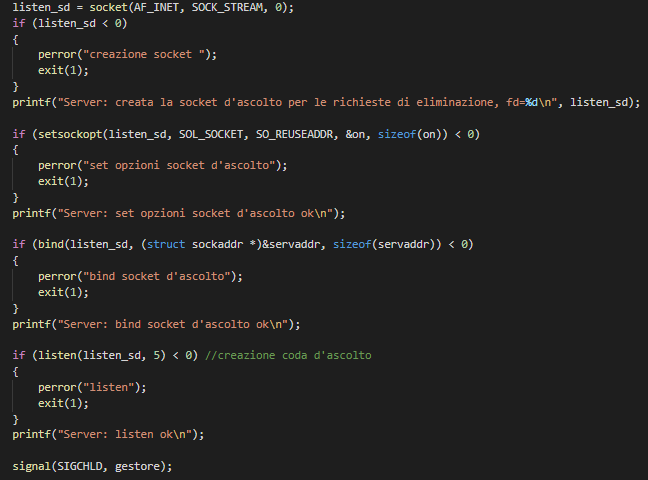 listen_sd = socket(AF_INET, SOCK_STREAM, 0);
if (listen_sd < 0)
{
    perror("creazione socket ");
    exit(1);
}
printf("Server: creata la socket d'ascolto per le richieste di eliminazione, fd=%d\n", listen_sd);

if (setsockopt(listen_sd, SOL_SOCKET, SO_REUSEADDR, &on, sizeof(on)) < 0)
{
    perror("set opzioni socket d'ascolto");
    exit(1);
}
printf("Server: set opzioni socket d'ascolto ok\n");

if (bind(listen_sd, (struct sockaddr *)&servaddr, sizeof(servaddr)) < 0)
{
    perror("bind socket d'ascolto");
    exit(1);
}
printf("Server: bind socket d'ascolto ok\n");

if (listen(listen_sd, 5) < 0) //creazione coda d'ascolto
{
    perror("listen");
    exit(1);
}
printf("Server: listen ok\n");

signal(SIGCHLD, gestore);